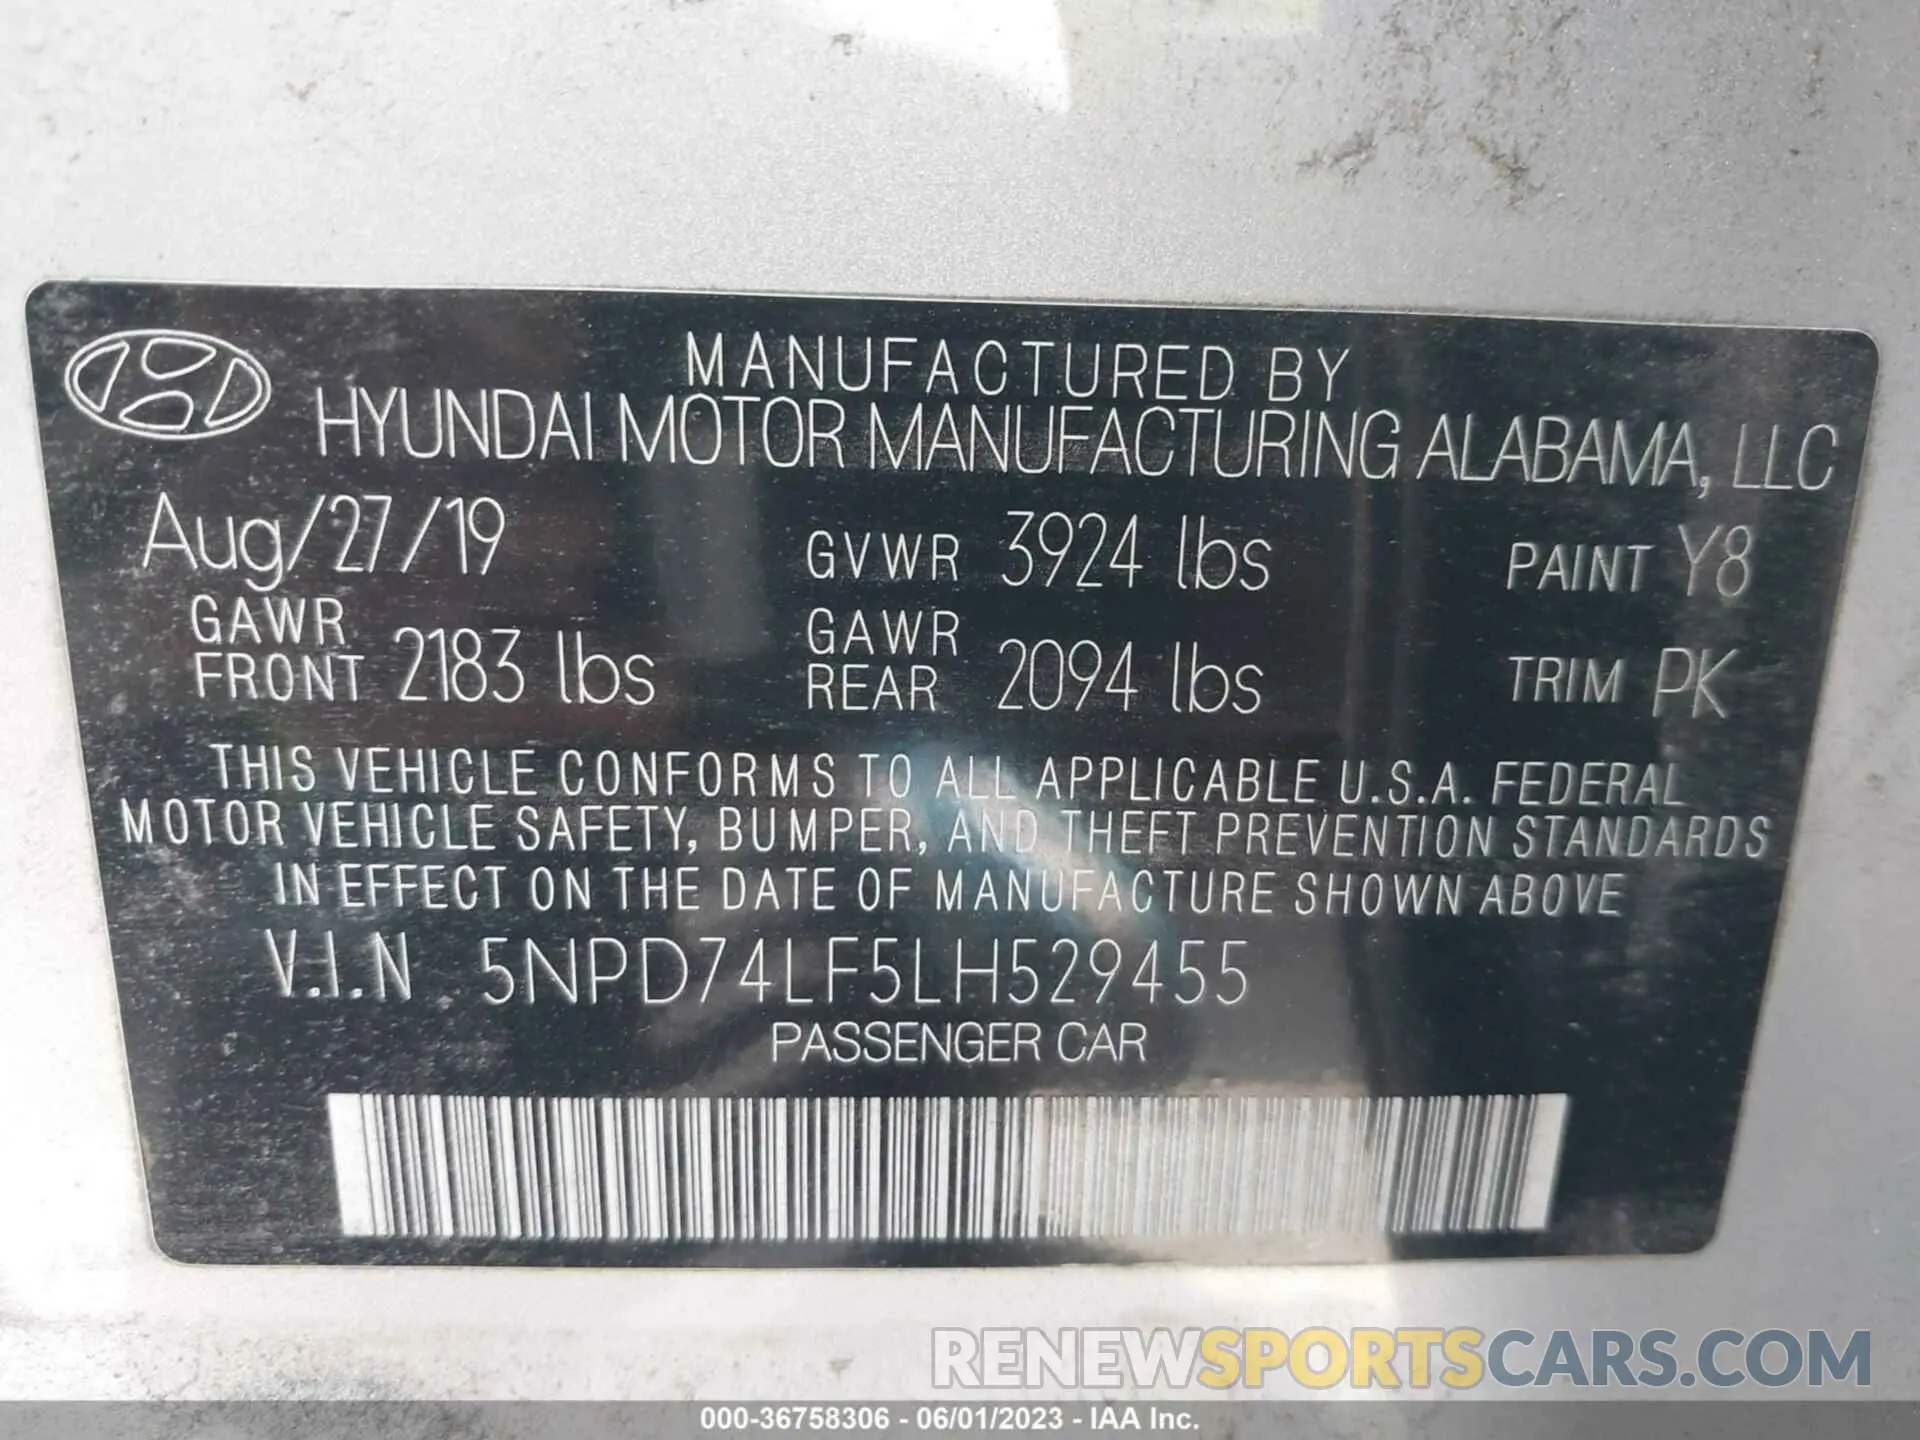 MANUFACTURED BY
HYUNDAI MOTOR MANUFACTURING ALABAMA, LLC
Aug/27/19 GVWR 3924 lbs PAINT Y8
GAWR FRONT 2183 lbs GAWR REAR 2094 lbs TRIM PK
THIS VEHICLE CONFORMS TO ALL APPLICABLE U.S.A. FEDERAL
MOTOR VEHICLE SAFETY, BUMPER, AND THEFT PREVENTION STANDARDS
IN EFFECT ON THE DATE OF MANUFACTURE SHOWN ABOVE
V.I.N 5NPD74LF5LH529455
PASSENGER CAR
RENEWSPORTSCARS.COM
000-36758306 - 06/01/2023 - IAA Inc.